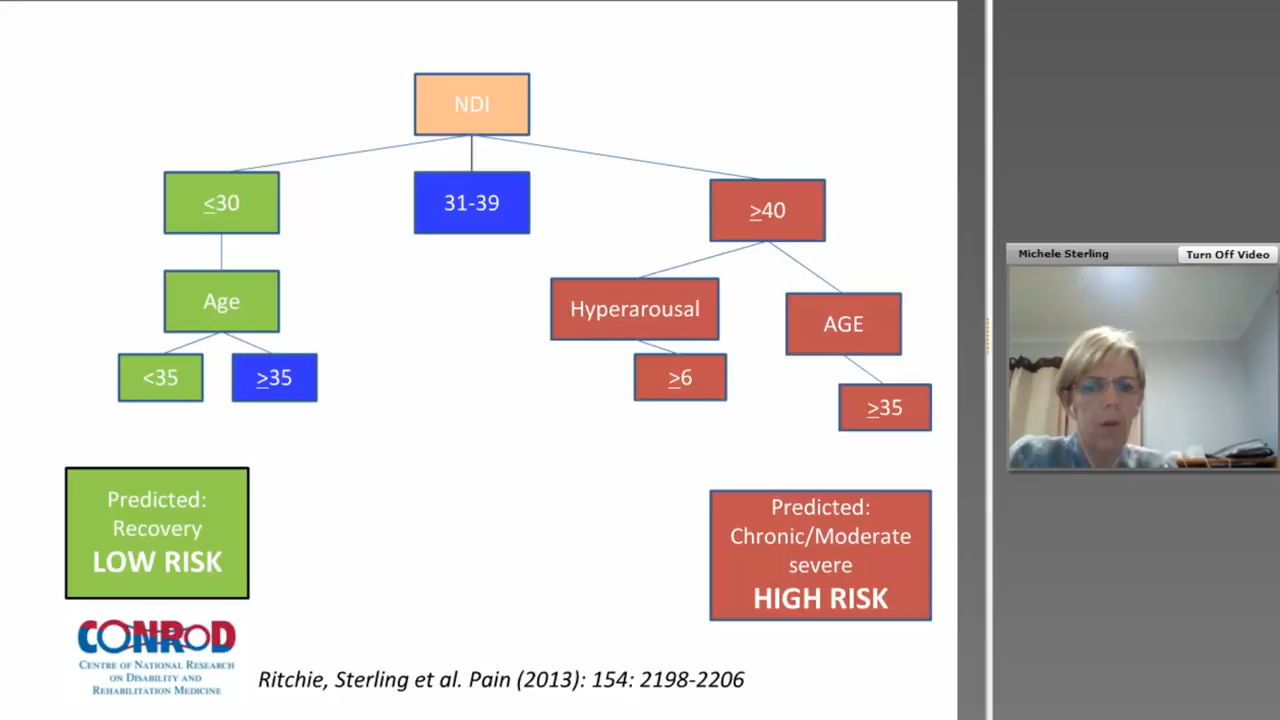 NDI
≤30
31-39
≥40
Age
Hyperarousal
AGE
<35
≥35
≥6
≥35
Predicted:
Recovery
LOW RISK
Predicted:
Chronic/Moderate
severe
HIGH RISK
CONROD
CENTRE OF NATIONAL RESEARCH
ON DISABILITY AND
REHABILITATION MEDICINE
Ritchie, Sterling et al. Pain (2013): 154: 2198-2206
Michele Sterling
Turn Off Video